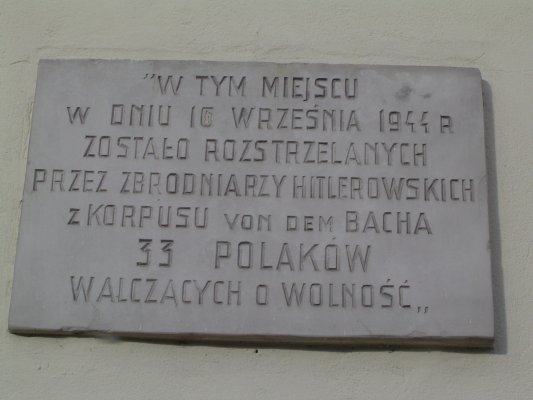 "W TYM MIEJSCU
W DNIU 16 WRZEŚNIA 1944 R
ZOSTAŁO ROZSTRZELANYCH
PRZEZ ZBRODNIARZY HITLEROWSKICH
Z KORPUSU VON DEM BACHA
33 POLAKÓW
WALCZĄCYCH O WOLNOŚĆ„